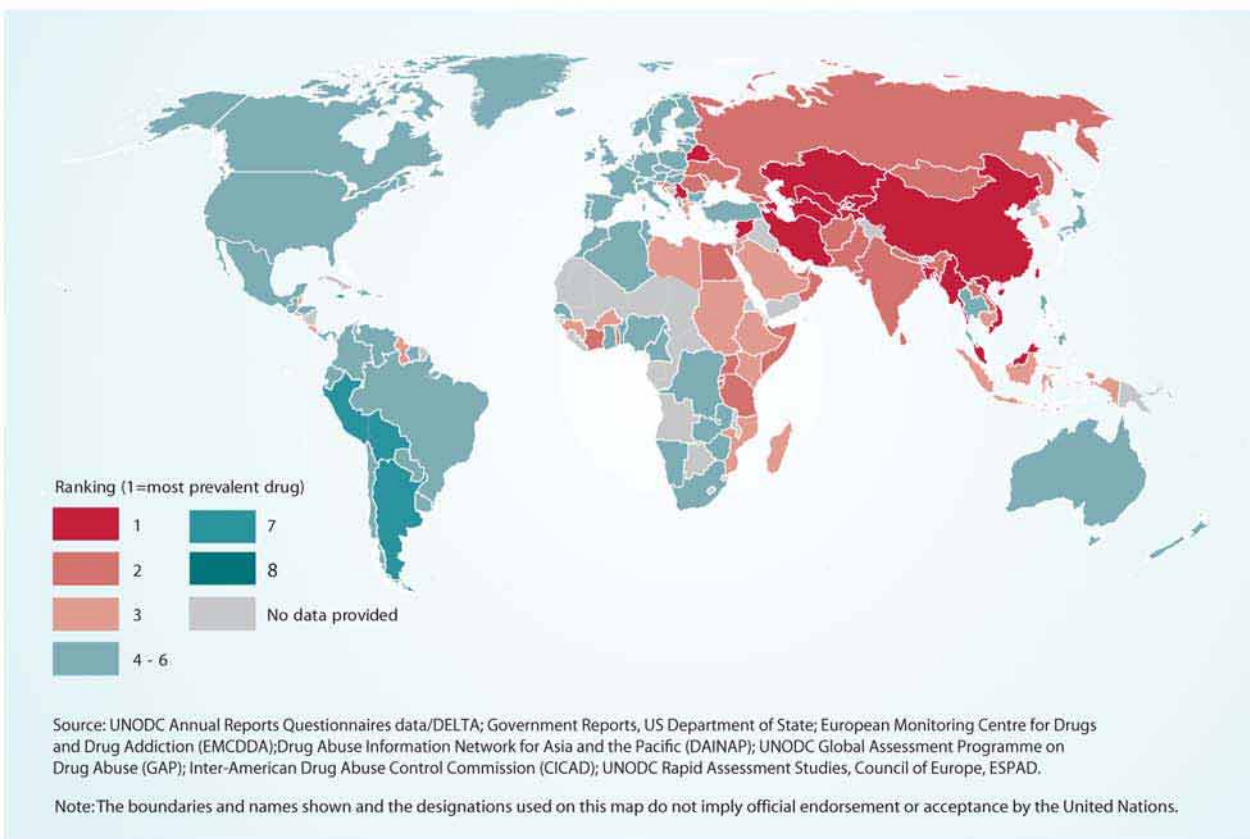 Ranking (1=most prevalent drug)
1
2
3
4 - 6
7
8
No data provided
Source: UNODC Annual Reports Questionnaires data/DELTA; Government Reports, US Department of State; European Monitoring Centre for Drugs
and Drug Addiction (EMCDDA);Drug Abuse Information Network for Asia and the Pacific (DAINAP); UNODC Global Assessment Programme on
Drug Abuse (GAP); Inter-American Drug Abuse Control Commission (CICAD); UNODC Rapid Assessment Studies, Council of Europe, ESPAD.
Note: The boundaries and names shown and the designations used on this map do not imply official endorsement or acceptance by the United Nations.